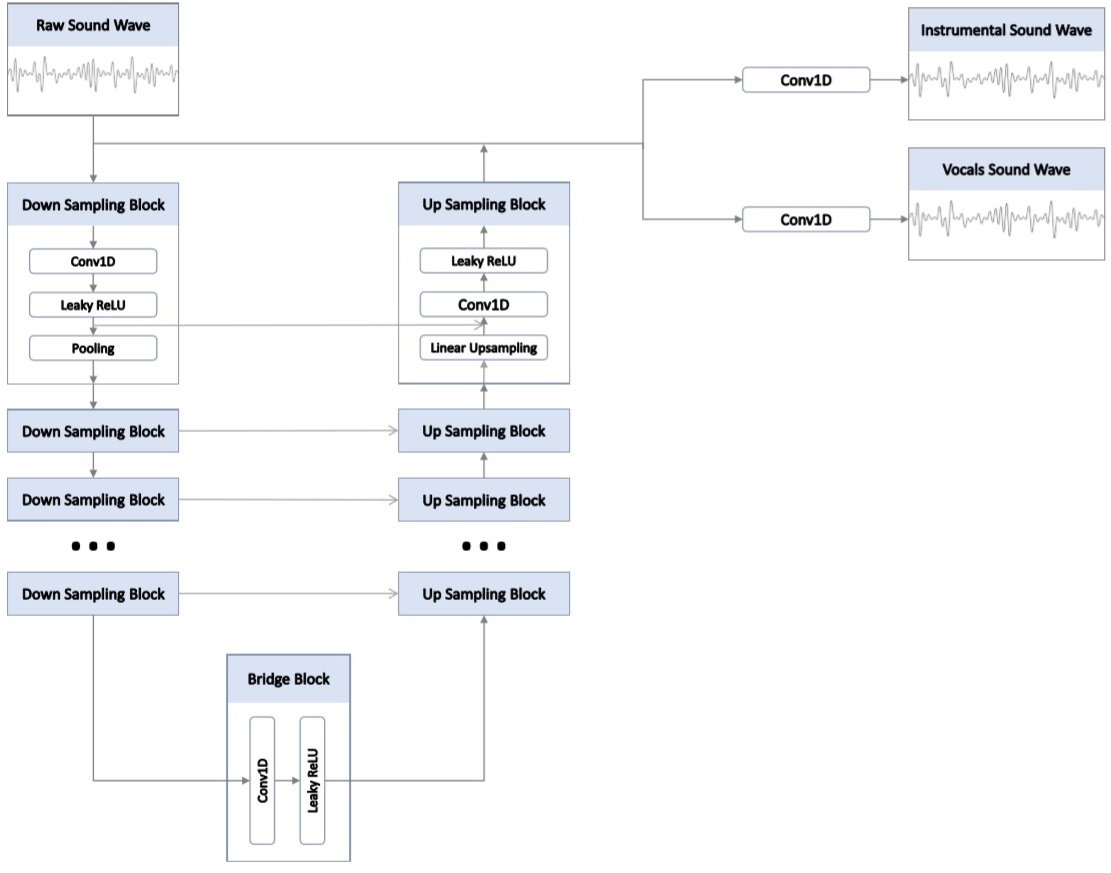 Raw Sound Wave
Instrumental Sound Wave
Conv1D
Vocals Sound Wave
Conv1D
Down Sampling Block
Conv1D
Leaky ReLU
Pooling
Up Sampling Block
Leaky ReLU
Conv1D
Linear Upsampling
Down Sampling Block
Up Sampling Block
Down Sampling Block
Up Sampling Block
Down Sampling Block
Up Sampling Block
Bridge Block
Conv1D
Leaky ReLU